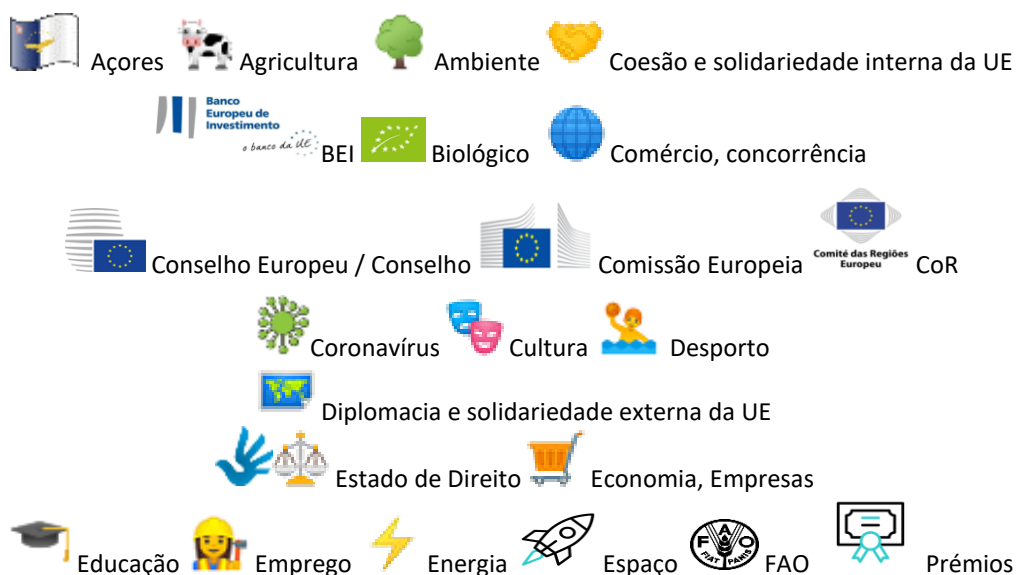 Açores Agricultura Ambiente Coesão e solidariedade interna da UE
Banco
Europeu de
Investimento
o banco da UE
BEI Biológico Comércio, concorrência
Conselho Europeu / Conselho Comissão Europeia Comité das Regiões
Europeu
CoR
Coronavírus Cultura Desporto
Diplomacia e solidariedade externa da UE
Estado de Direito Economia, Empresas
Educação Emprego Energia Espaço F A O
FIAT PANIS
FAO Prémios